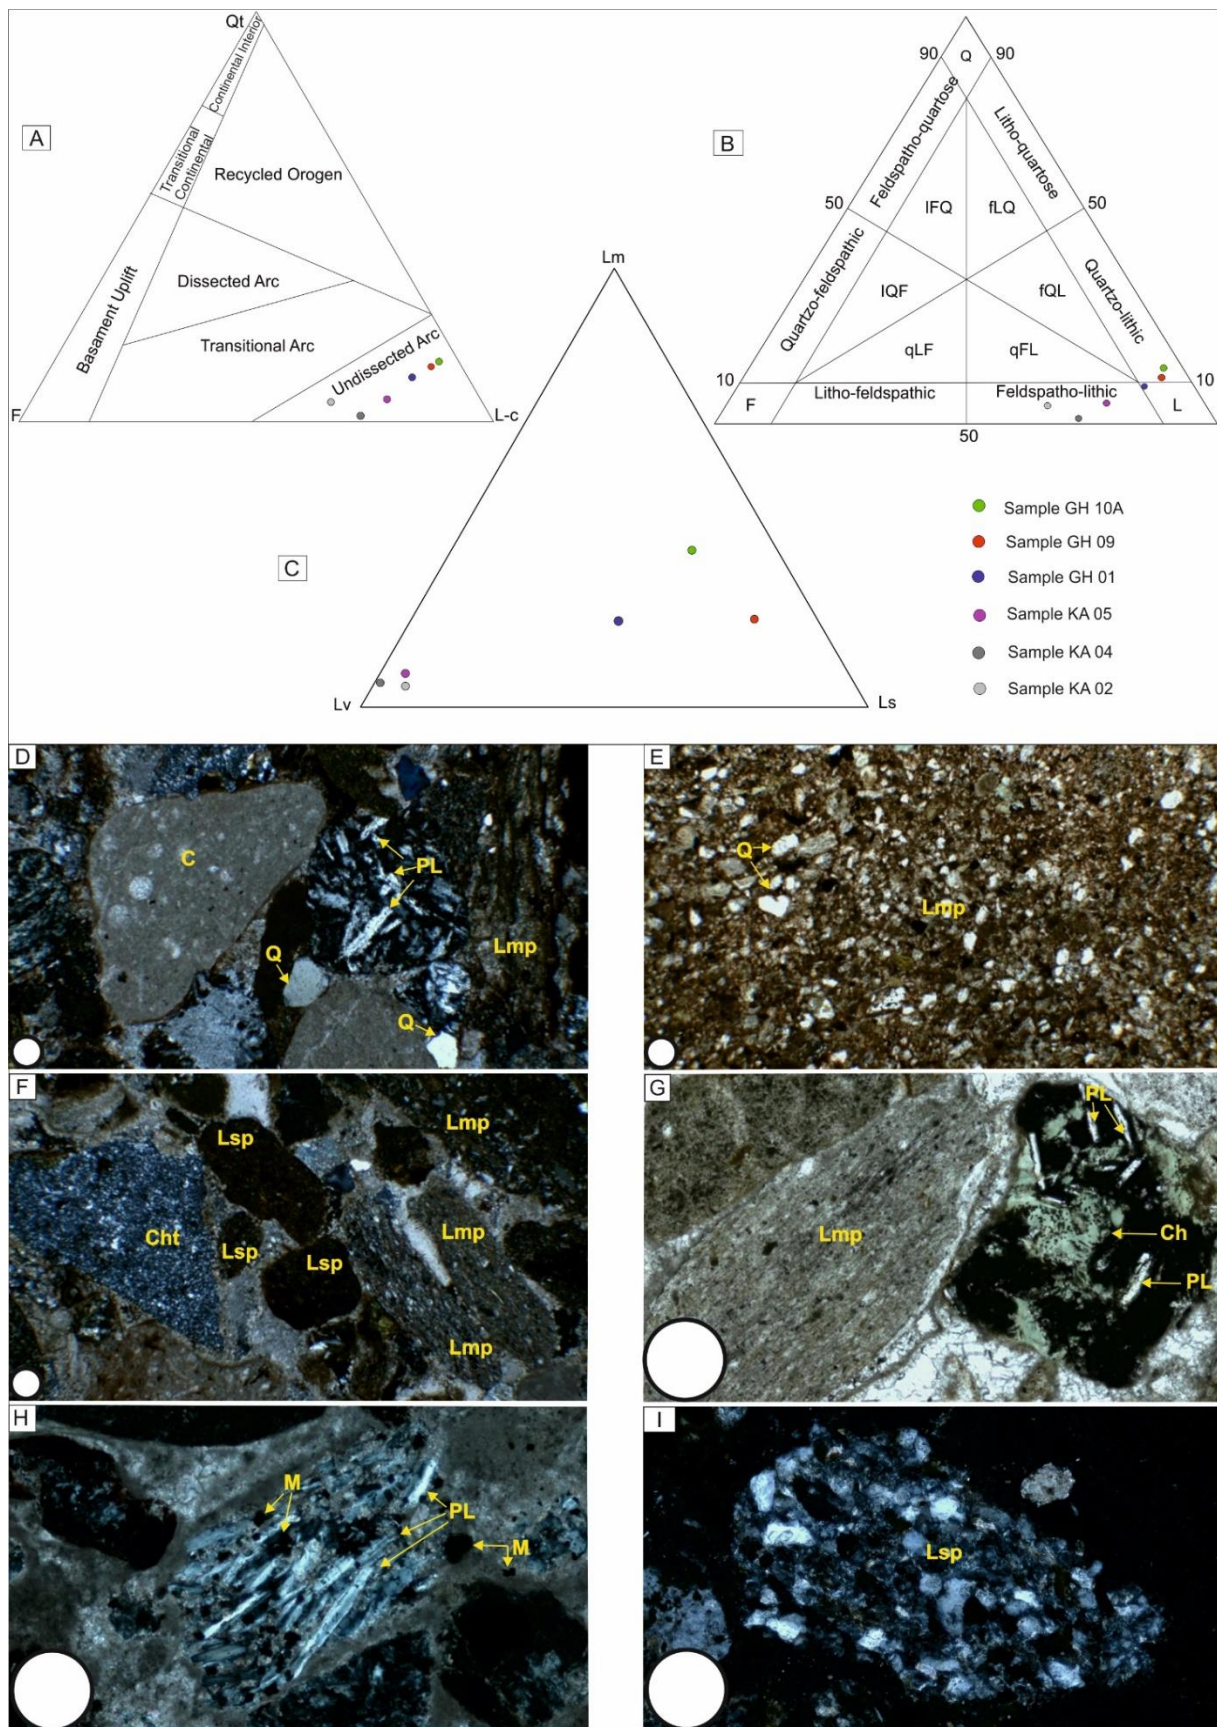 A
Qt
Continental Interior
Transitional
Continental
Recycled Orogen
Basament Uplift
Dissected Arc
Transitional Arc
Undissected Arc
F
L-c
B
90
Q
90
Feldspatho-quartose
Litho-quartose
50
lFQ
fLQ
50
Quartzo-feldspathic
lQF
fQL
Quartzo-lithic
qLF
qFL
10
Litho-feldspathic
Feldspatho-lithic
10
F
L
50
C
Lm
Lv
Ls
Sample GH 10A
Sample GH 09
Sample GH 01
Sample KA 05
Sample KA 04
Sample KA 02
D
C
PL
Q
Lmp
Q
E
Q
Lmp
F
Lsp
Lmp
Cht
Lsp
Lsp
Lmp
Lmp
G
PL
Lmp
Ch
PL
H
M
PL
M
I
Lsp